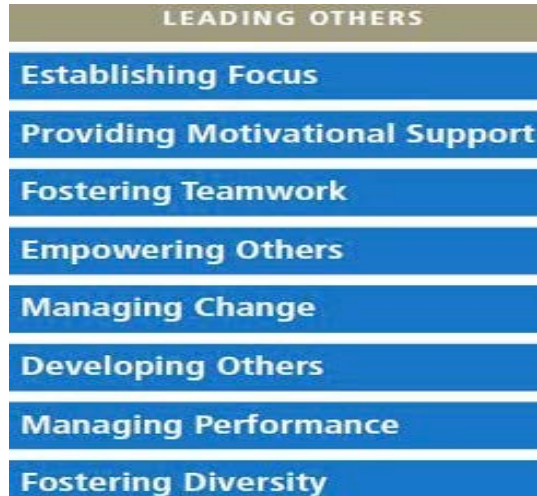 LEADING OTHERS
Establishing Focus
Providing Motivational Support
Fostering Teamwork
Empowering Others
Managing Change
Developing Others
Managing Performance
Fostering Diversity